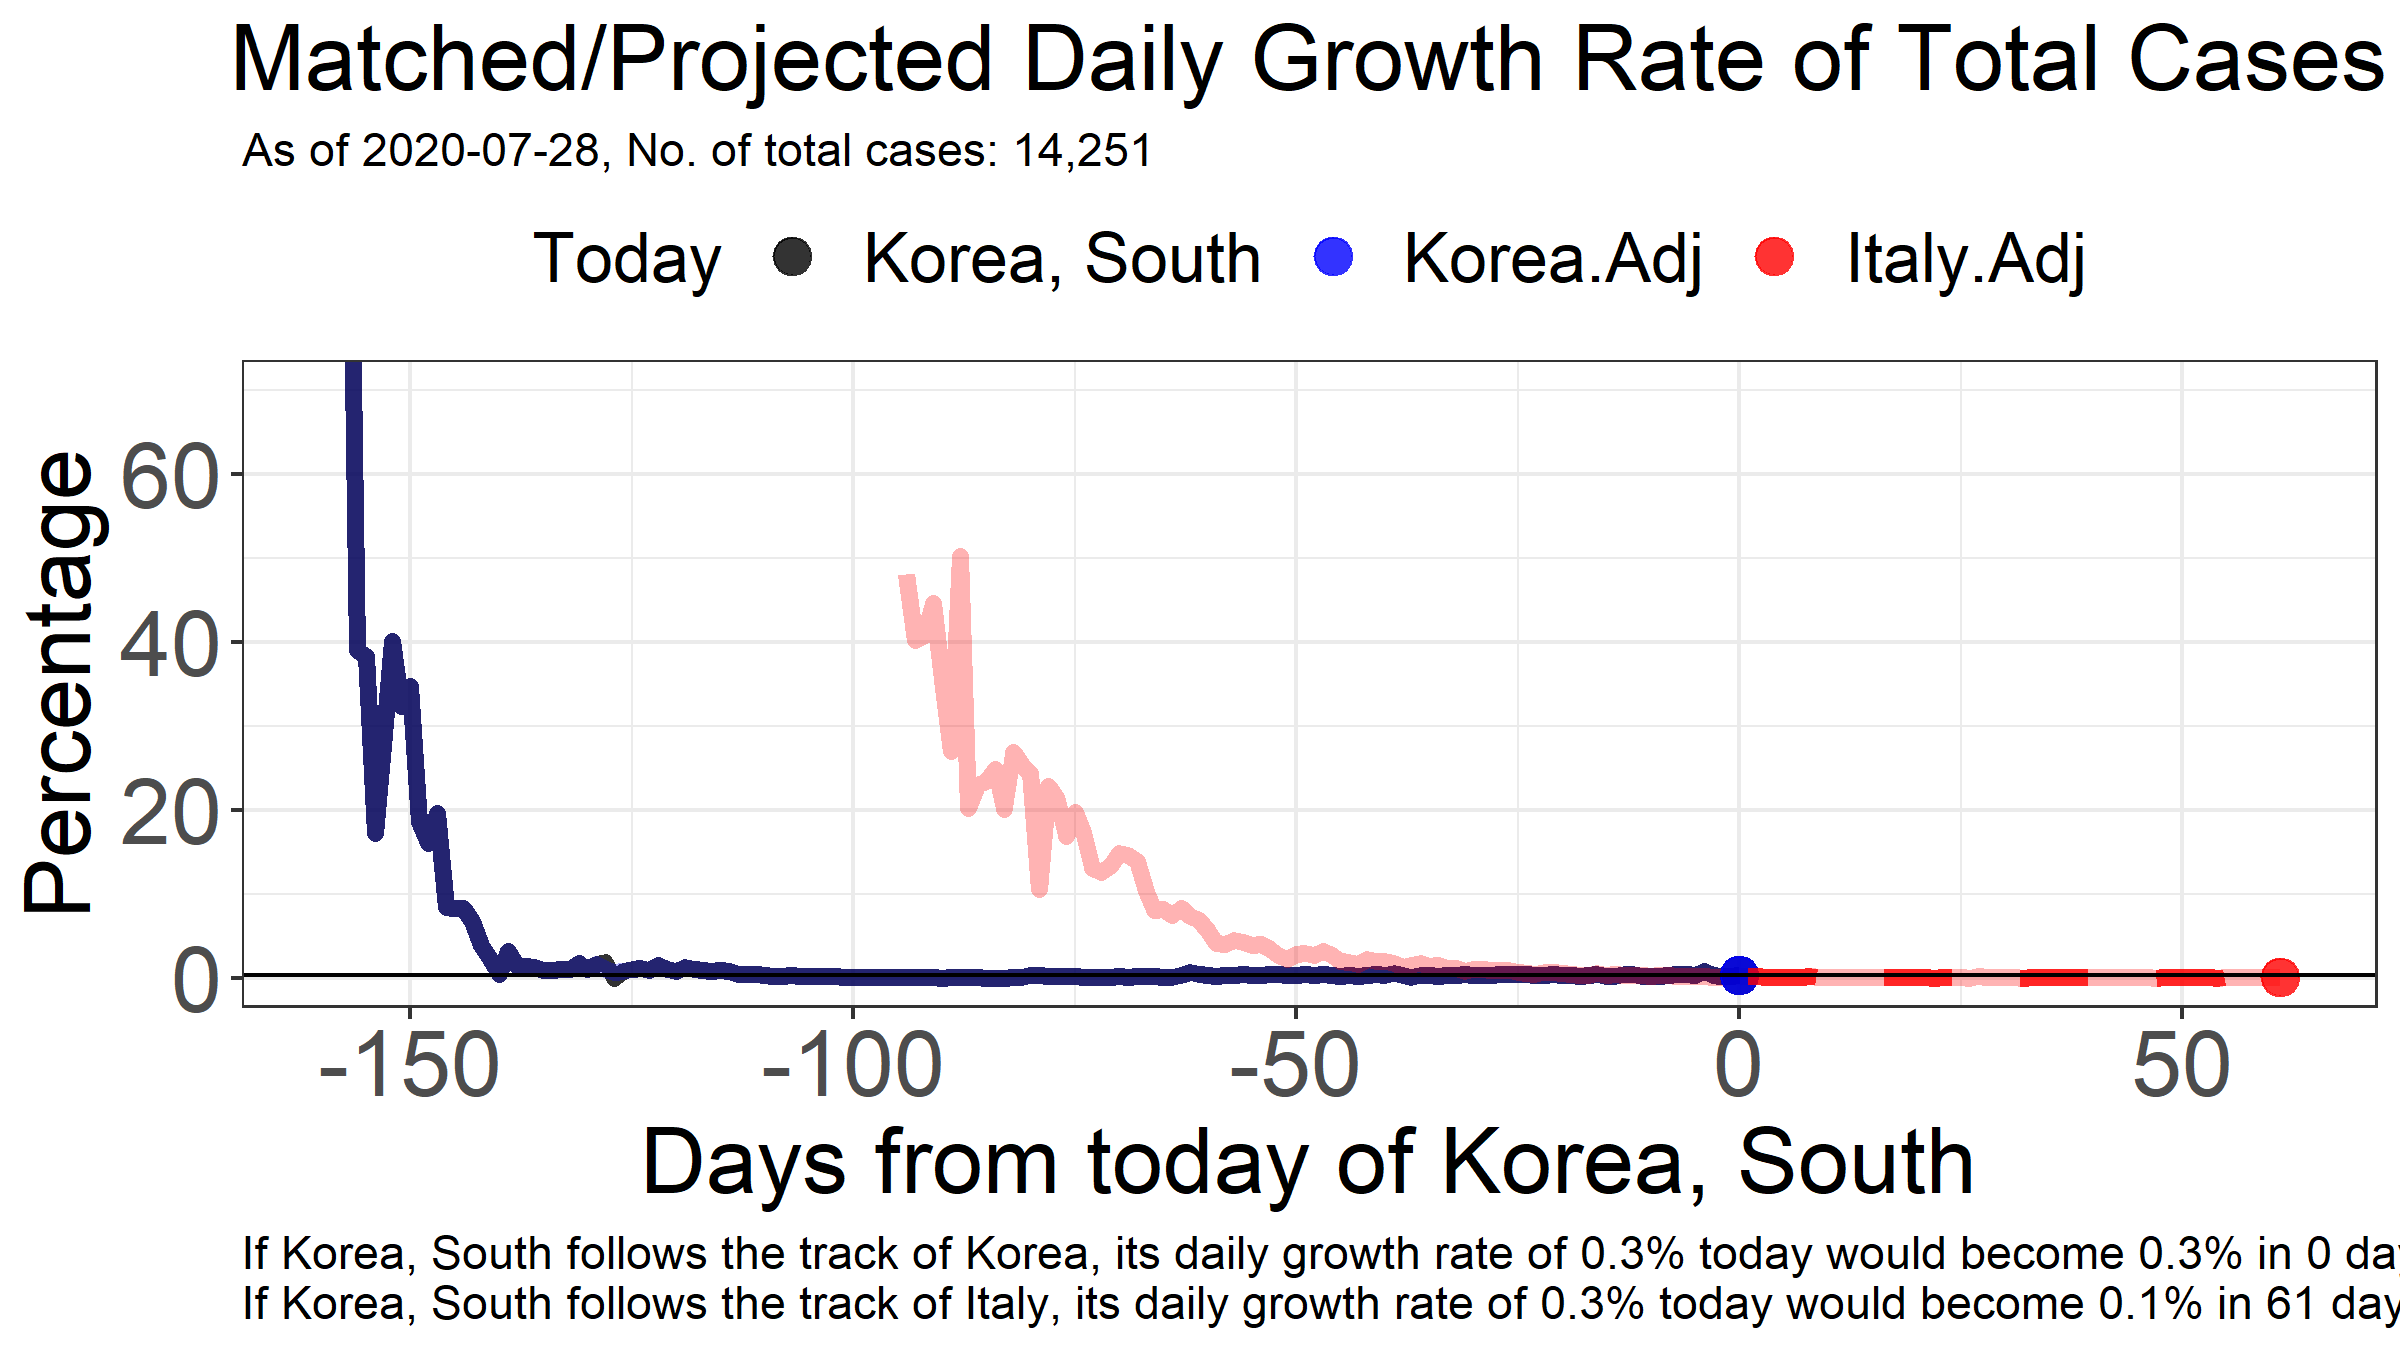 Matched/Projected Daily Growth Rate of Total Cases
As of 2020-07-28, No. of total cases: 14,251
Today Korea, South Korea.Adj Italy.Adj
Percentage
60
40
20
0
-150 -100 -50 0 50
Days from today of Korea, South
If Korea, South follows the track of Korea, its daily growth rate of 0.3% today would become 0.3% in 0 day
If Korea, South follows the track of Italy, its daily growth rate of 0.3% today would become 0.1% in 61 day